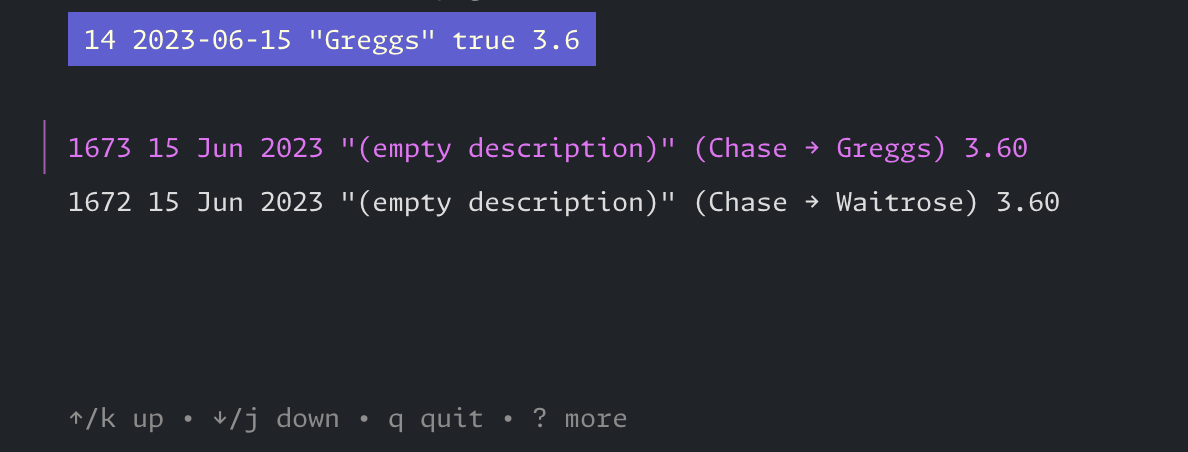 14 2023-06-15 "Greggs" true 3.6
1673 15 Jun 2023 "(empty description)" (Chase → Greggs) 3.60
1672 15 Jun 2023 "(empty description)" (Chase → Waitrose) 3.60
↑/k up • ↓/j down • q quit • ? more